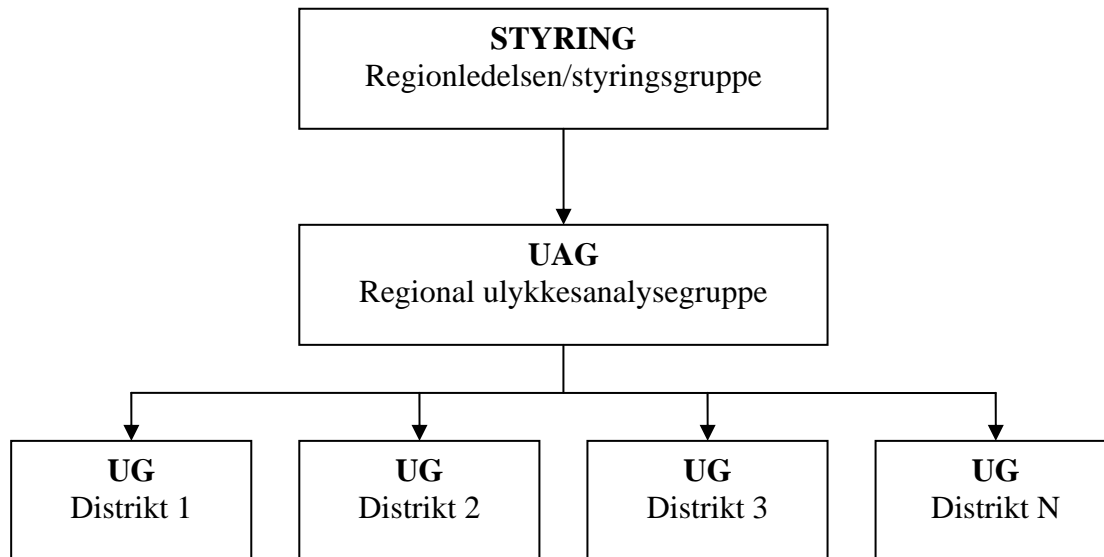 STYRING
Regionledelsen/styringsgruppe
UAG
Regional ulykkesanalysegruppe
UG
Distrikt 1
UG
Distrikt 2
UG
Distrikt 3
UG
Distrikt N